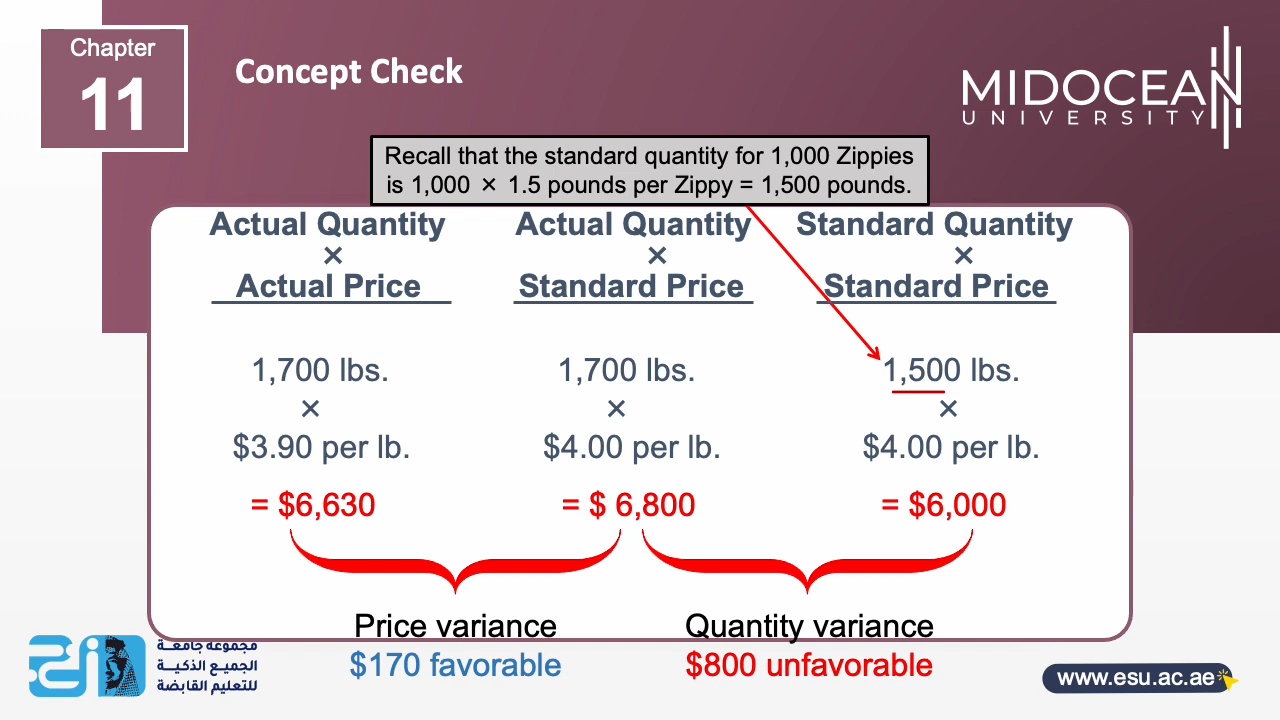 Chapter
11
Concept Check
MIDOCEAN
UNIVERSITY
Recall that the standard quantity for 1,000 Zippies
is 1,000 × 1.5 pounds per Zippy = 1,500 pounds.
Actual Quantity
×
Actual Price
Actual Quantity
×
Standard Price
Standard Quantity
×
Standard Price
1,700 lbs.
×
$3.90 per lb.
= $6,630
1,700 lbs.
×
$4.00 per lb.
= $ 6,800
1,500 lbs.
×
$4.00 per lb.
= $6,000
Price variance
$170 favorable
Quantity variance
$800 unfavorable
مجموعة جامعة
الجميـع الذكيـة
للتعليم القابضة
www.esu.ac.ae